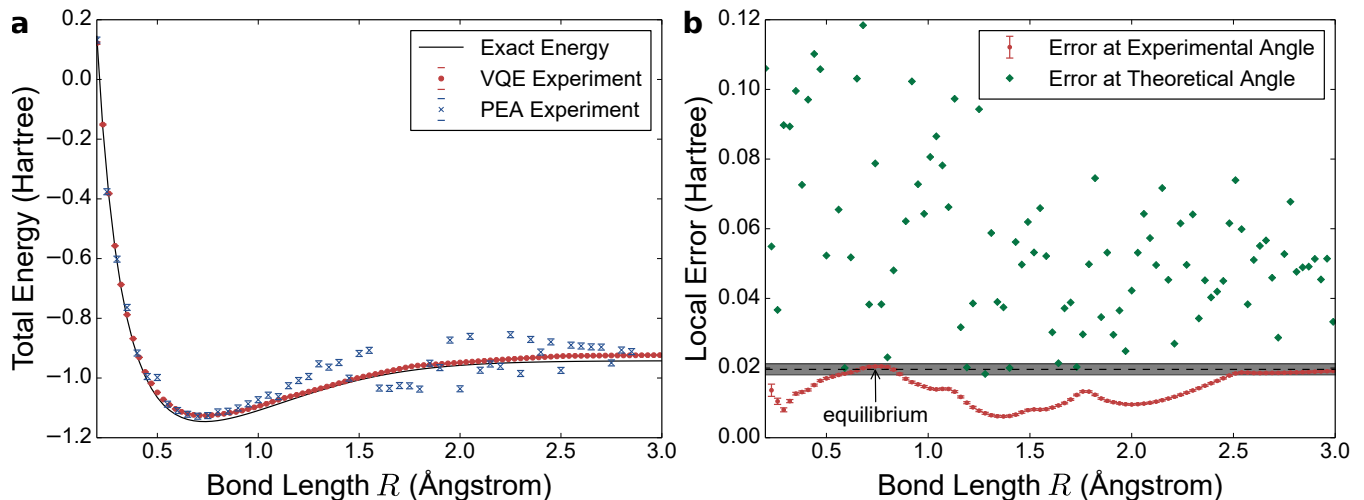 a
Total Energy (Hartree)
0.2
0.0
−0.2
−0.4
−0.6
−0.8
−1.0
−1.2
Exact Energy
VQE Experiment
PEA Experiment
0.5
1.0
1.5
2.0
2.5
3.0
Bond Length R (Ångstrom)
b
Local Error (Hartree)
0.12
0.10
0.08
0.06
0.04
0.02
0.00
Error at Experimental Angle
Error at Theoretical Angle
equilibrium
0.5
1.0
1.5
2.0
2.5
3.0
Bond Length R (Ångstrom)